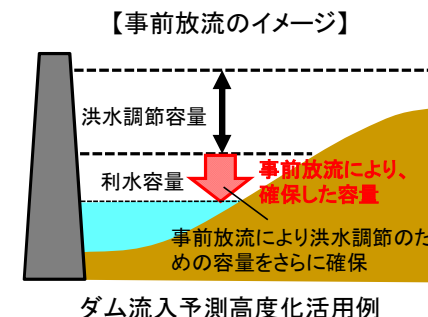 【事前放流のイメージ】
洪水調節容量
利水容量
事前放流により、
確保した容量
事前放流により洪水調節のた
めの容量をさらに確保
ダム流入予測高度化活用例